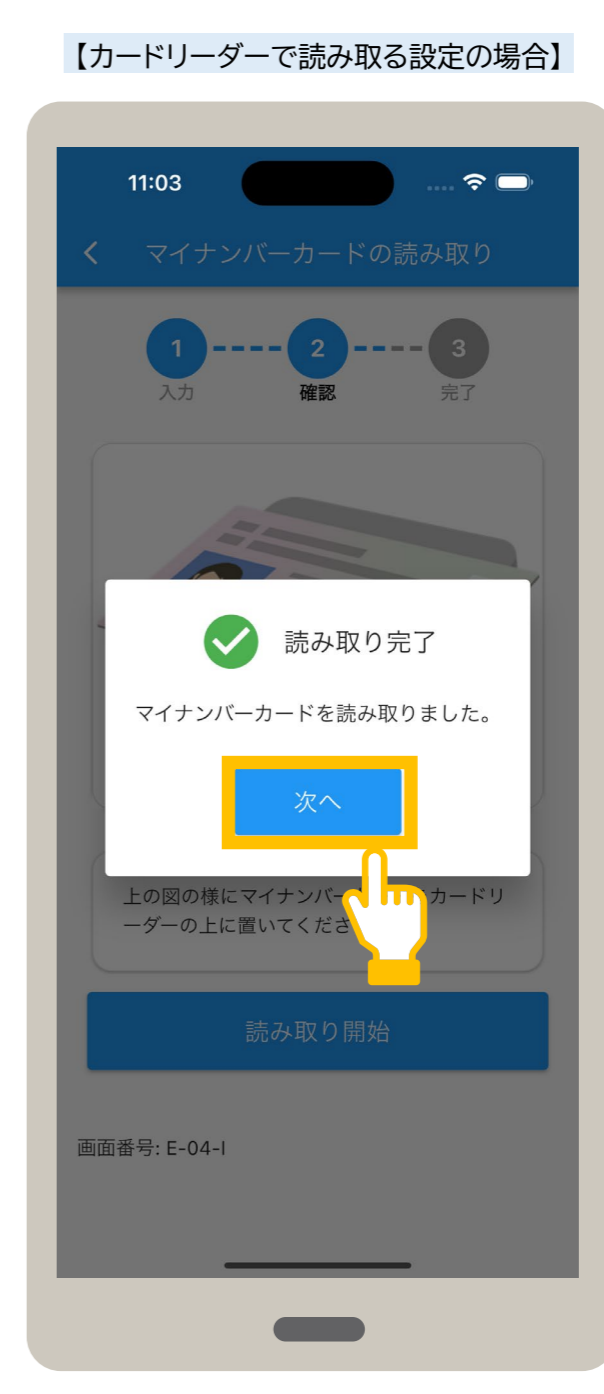 【カードリーダーで読み取る設定の場合】
11:03
マイナンバーカードの読み取り
1 2 3
入力 確認 完了
読み取り完了
マイナンバーカードを読み取りました。
次へ
上の図の様にマイナンバー カードリ
ーダーの上に置いてくださ
読み取り開始
画面番号: E-04-I